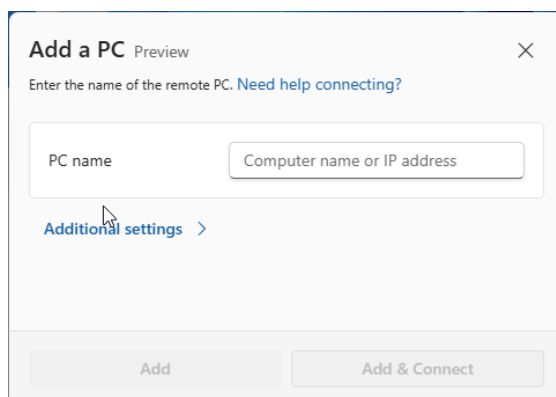 Add a PC Preview
Enter the name of the remote PC. Need help connecting?
PC name
Computer name or IP address
Additional settings
Add
Add & Connect